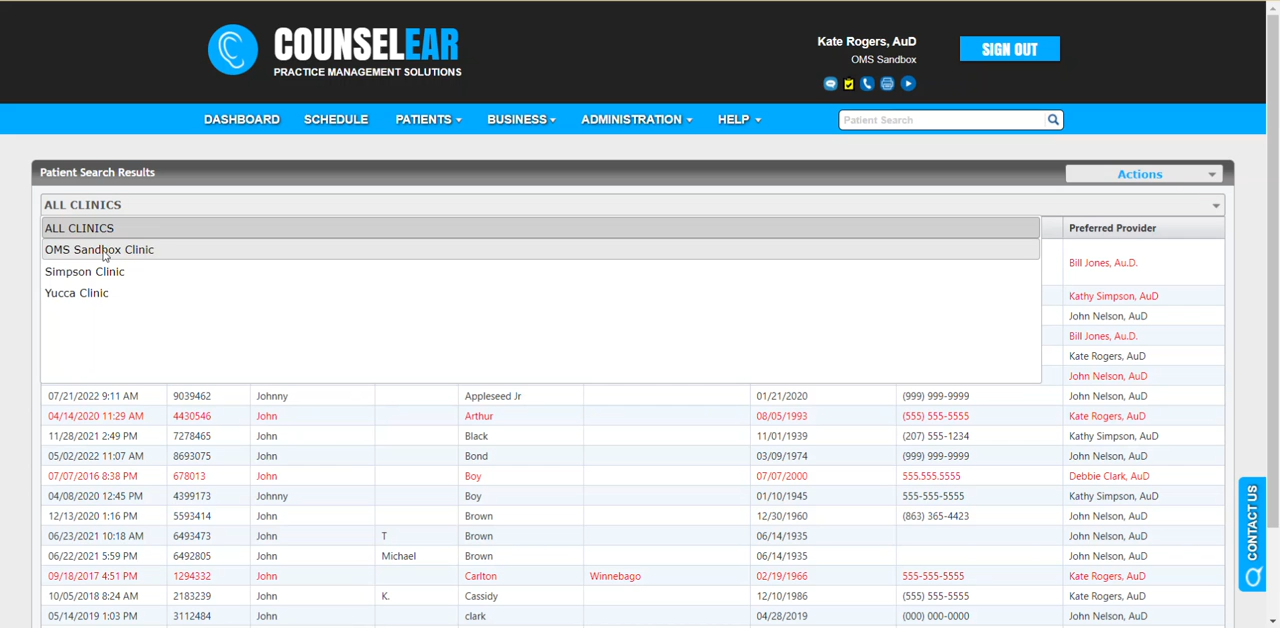 COUNSELEAR
PRACTICE MANAGEMENT SOLUTIONS
Kate Rogers, AuD
OMS Sandbox
SIGN OUT
DASHBOARD SCHEDULE PATIENTS BUSINESS ADMINISTRATION HELP
Patient Search
Patient Search Results
Actions
ALL CLINICS
ALL CLINICS
Preferred Provider
OMS Sandbox Clinic
Bill Jones, Au.D.
Simpson Clinic
Yucca Clinic
Kathy Simpson, AuD
John Nelson, AuD
Bill Jones, Au.D.
Kate Rogers, AuD
John Nelson, AuD
07/21/2022 9:11 AM 9039462 Johnny Appleseed Jr 01/21/2020 (999) 999-9999 John Nelson, AuD
04/14/2020 11:29 AM 4430546 John Arthur 08/05/1993 (555) 555-5555 Kate Rogers, AuD
11/28/2021 2:49 PM 7278465 John Black 11/01/1939 (207) 555-1234 Kathy Simpson, AuD
05/02/2022 11:07 AM 8693075 John Bond 03/09/1974 (999) 999-9999 John Nelson, AuD
07/07/2016 8:38 PM 678013 John Boy 07/07/2000 555.555.5555 Debbie Clark, AuD
04/08/2020 12:45 PM 4399173 Johnny Boy 01/10/1945 555-555-5555 Kathy Simpson, AuD
12/13/2020 1:16 PM 5593414 John Brown 12/30/1960 (863) 365-4423 John Nelson, AuD
06/23/2021 10:18 AM 6493473 John T Brown 06/14/1935 John Nelson, AuD
06/22/2021 5:59 PM 6492805 John Michael Brown 06/14/1935 John Nelson, AuD
09/18/2017 4:51 PM 1294332 John Carlton Winnebago 02/19/1966 555-555-5555 Kate Rogers, AuD
10/05/2018 8:24 AM 2183239 John K. Cassidy 12/10/1986 (555) 555-5555 Kate Rogers, AuD
05/14/2019 1:03 PM 3112484 John clark 04/28/2019 (000) 000-0000 John Nelson, AuD
CONTACT US